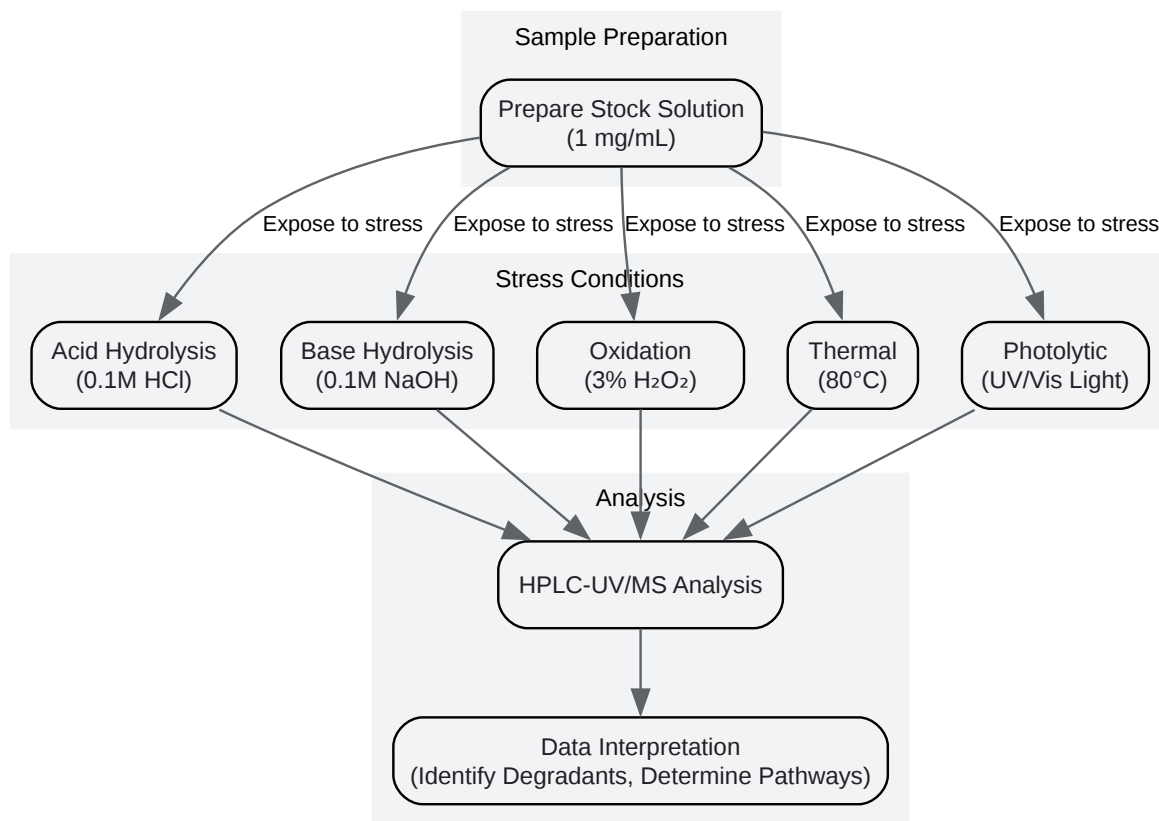 Sample Preparation
Prepare Stock Solution
(1 mg/mL)
Expose to stress
Expose to stress
Expose to stress
Expose to stress
Expose to stress
Stress Conditions
Acid Hydrolysis
(0.1M HCl)
Base Hydrolysis
(0.1M NaOH)
Oxidation
(3% H₂O₂)
Thermal
(80°C)
Photolytic
(UV/Vis Light)
Analysis
HPLC-UV/MS Analysis
Data Interpretation
(Identify Degradants, Determine Pathways)